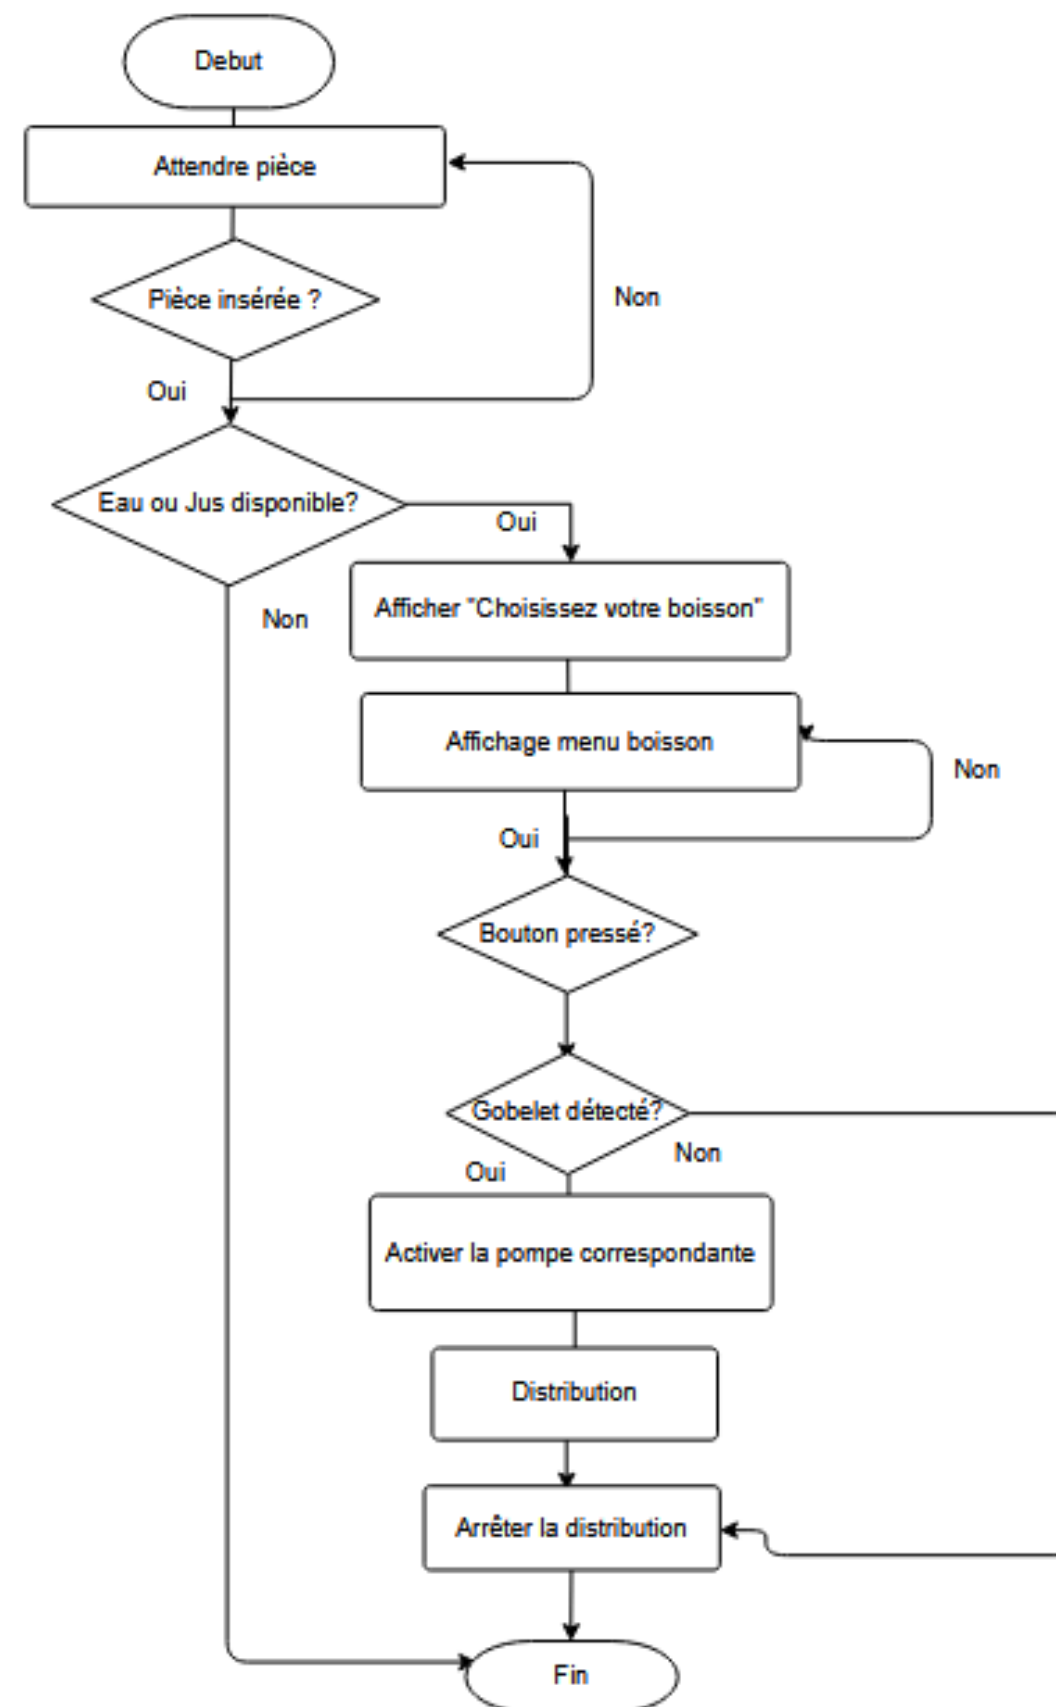 Debut
Attendre pièce
Pièce insérée ?
Non
Oui
Eau ou Jus disponible?
Oui
Non
Afficher "Choisissez votre boisson"
Affichage menu boisson
Non
Oui
Bouton pressé?
Gobelet détecté?
Non
Oui
Activer la pompe correspondante
Distribution
Arrêter la distribution
Fin